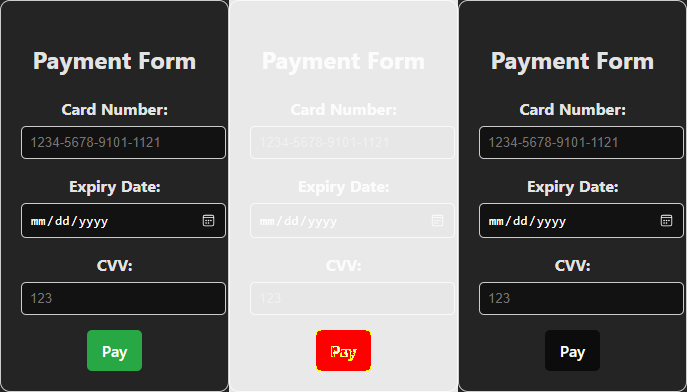 Payment Form
Card Number:
1234-5678-9101-1121
Expiry Date:
mm/dd/yyyy
CVV:
123
Pay
Payment Form
Card Number:
1234-5678-9101-1121
Expiry Date:
mm/dd/yyyy
CVV:
123
Pay
Payment Form
Card Number:
1234-5678-9101-1121
Expiry Date:
mm/dd/yyyy
CVV:
123
Pay